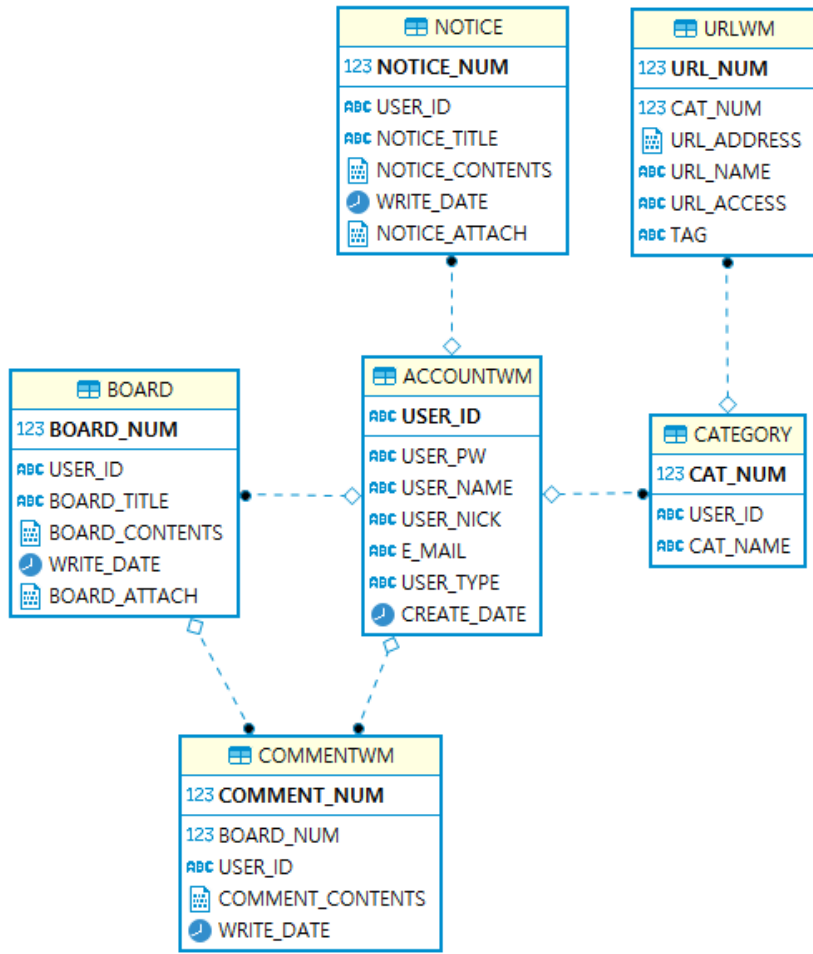 NOTICE
123 NOTICE_NUM
ABC USER_ID
ABC NOTICE_TITLE
NOTICE_CONTENTS
WRITE_DATE
NOTICE_ATTACH
URLWM
123 URL_NUM
123 CAT_NUM
URL_ADDRESS
ABC URL_NAME
ABC URL_ACCESS
ABC TAG
BOARD
123 BOARD_NUM
ABC USER_ID
ABC BOARD_TITLE
BOARD_CONTENTS
WRITE_DATE
BOARD_ATTACH
ACCOUNTWM
ABC USER_ID
ABC USER_PW
ABC USER_NAME
ABC USER_NICK
ABC E_MAIL
ABC USER_TYPE
CREATE_DATE
CATEGORY
123 CAT_NUM
ABC USER_ID
ABC CAT_NAME
COMMENTWM
123 COMMENT_NUM
123 BOARD_NUM
ABC USER_ID
COMMENT_CONTENTS
WRITE_DATE